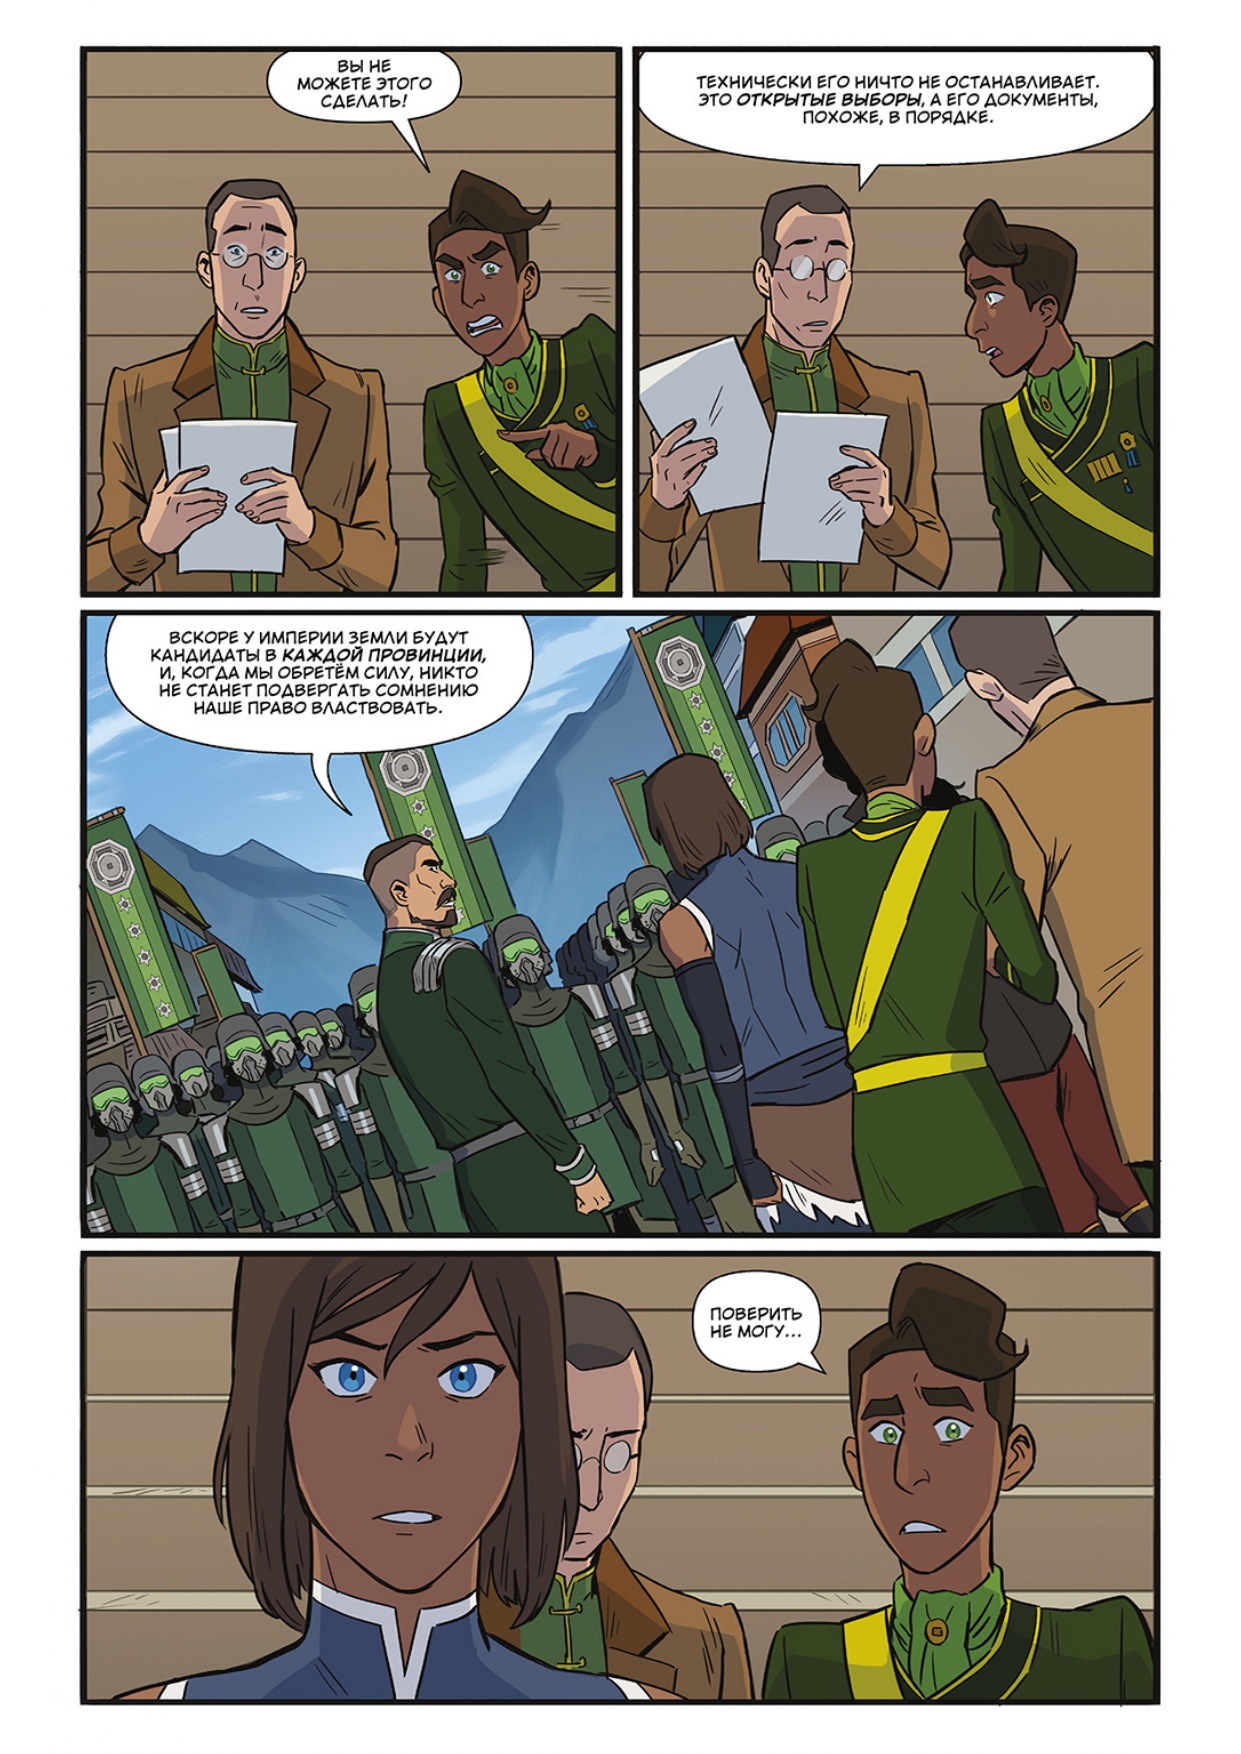 ВЫ НЕ
МОЖЕТЕ ЭТОГО
СДЕЛАТЬ!
ТЕХНИЧЕСКИ ЕГО НИЧТО НЕ ОСТАНАВЛИВАЕТ.
ЭТО ОТКРЫТЫЕ ВЫБОРЫ, А ЕГО ДОКУМЕНТЫ,
ПОХОЖЕ, В ПОРЯДКЕ.
ВСКОРЕ У ИМПЕРИИ ЗЕМЛИ БУДУТ
КАНДИДАТЫ В КАЖДОЙ ПРОВИНЦИИ,
И, КОГДА МЫ ОБРЕТЁМ СИЛУ, НИКТО
НЕ СТАНЕТ ПОДВЕРГАТЬ СОМНЕНИЮ
НАШЕ ПРАВО ВЛАСТВОВАТЬ.
ПОВЕРИТЬ
НЕ МОГУ...